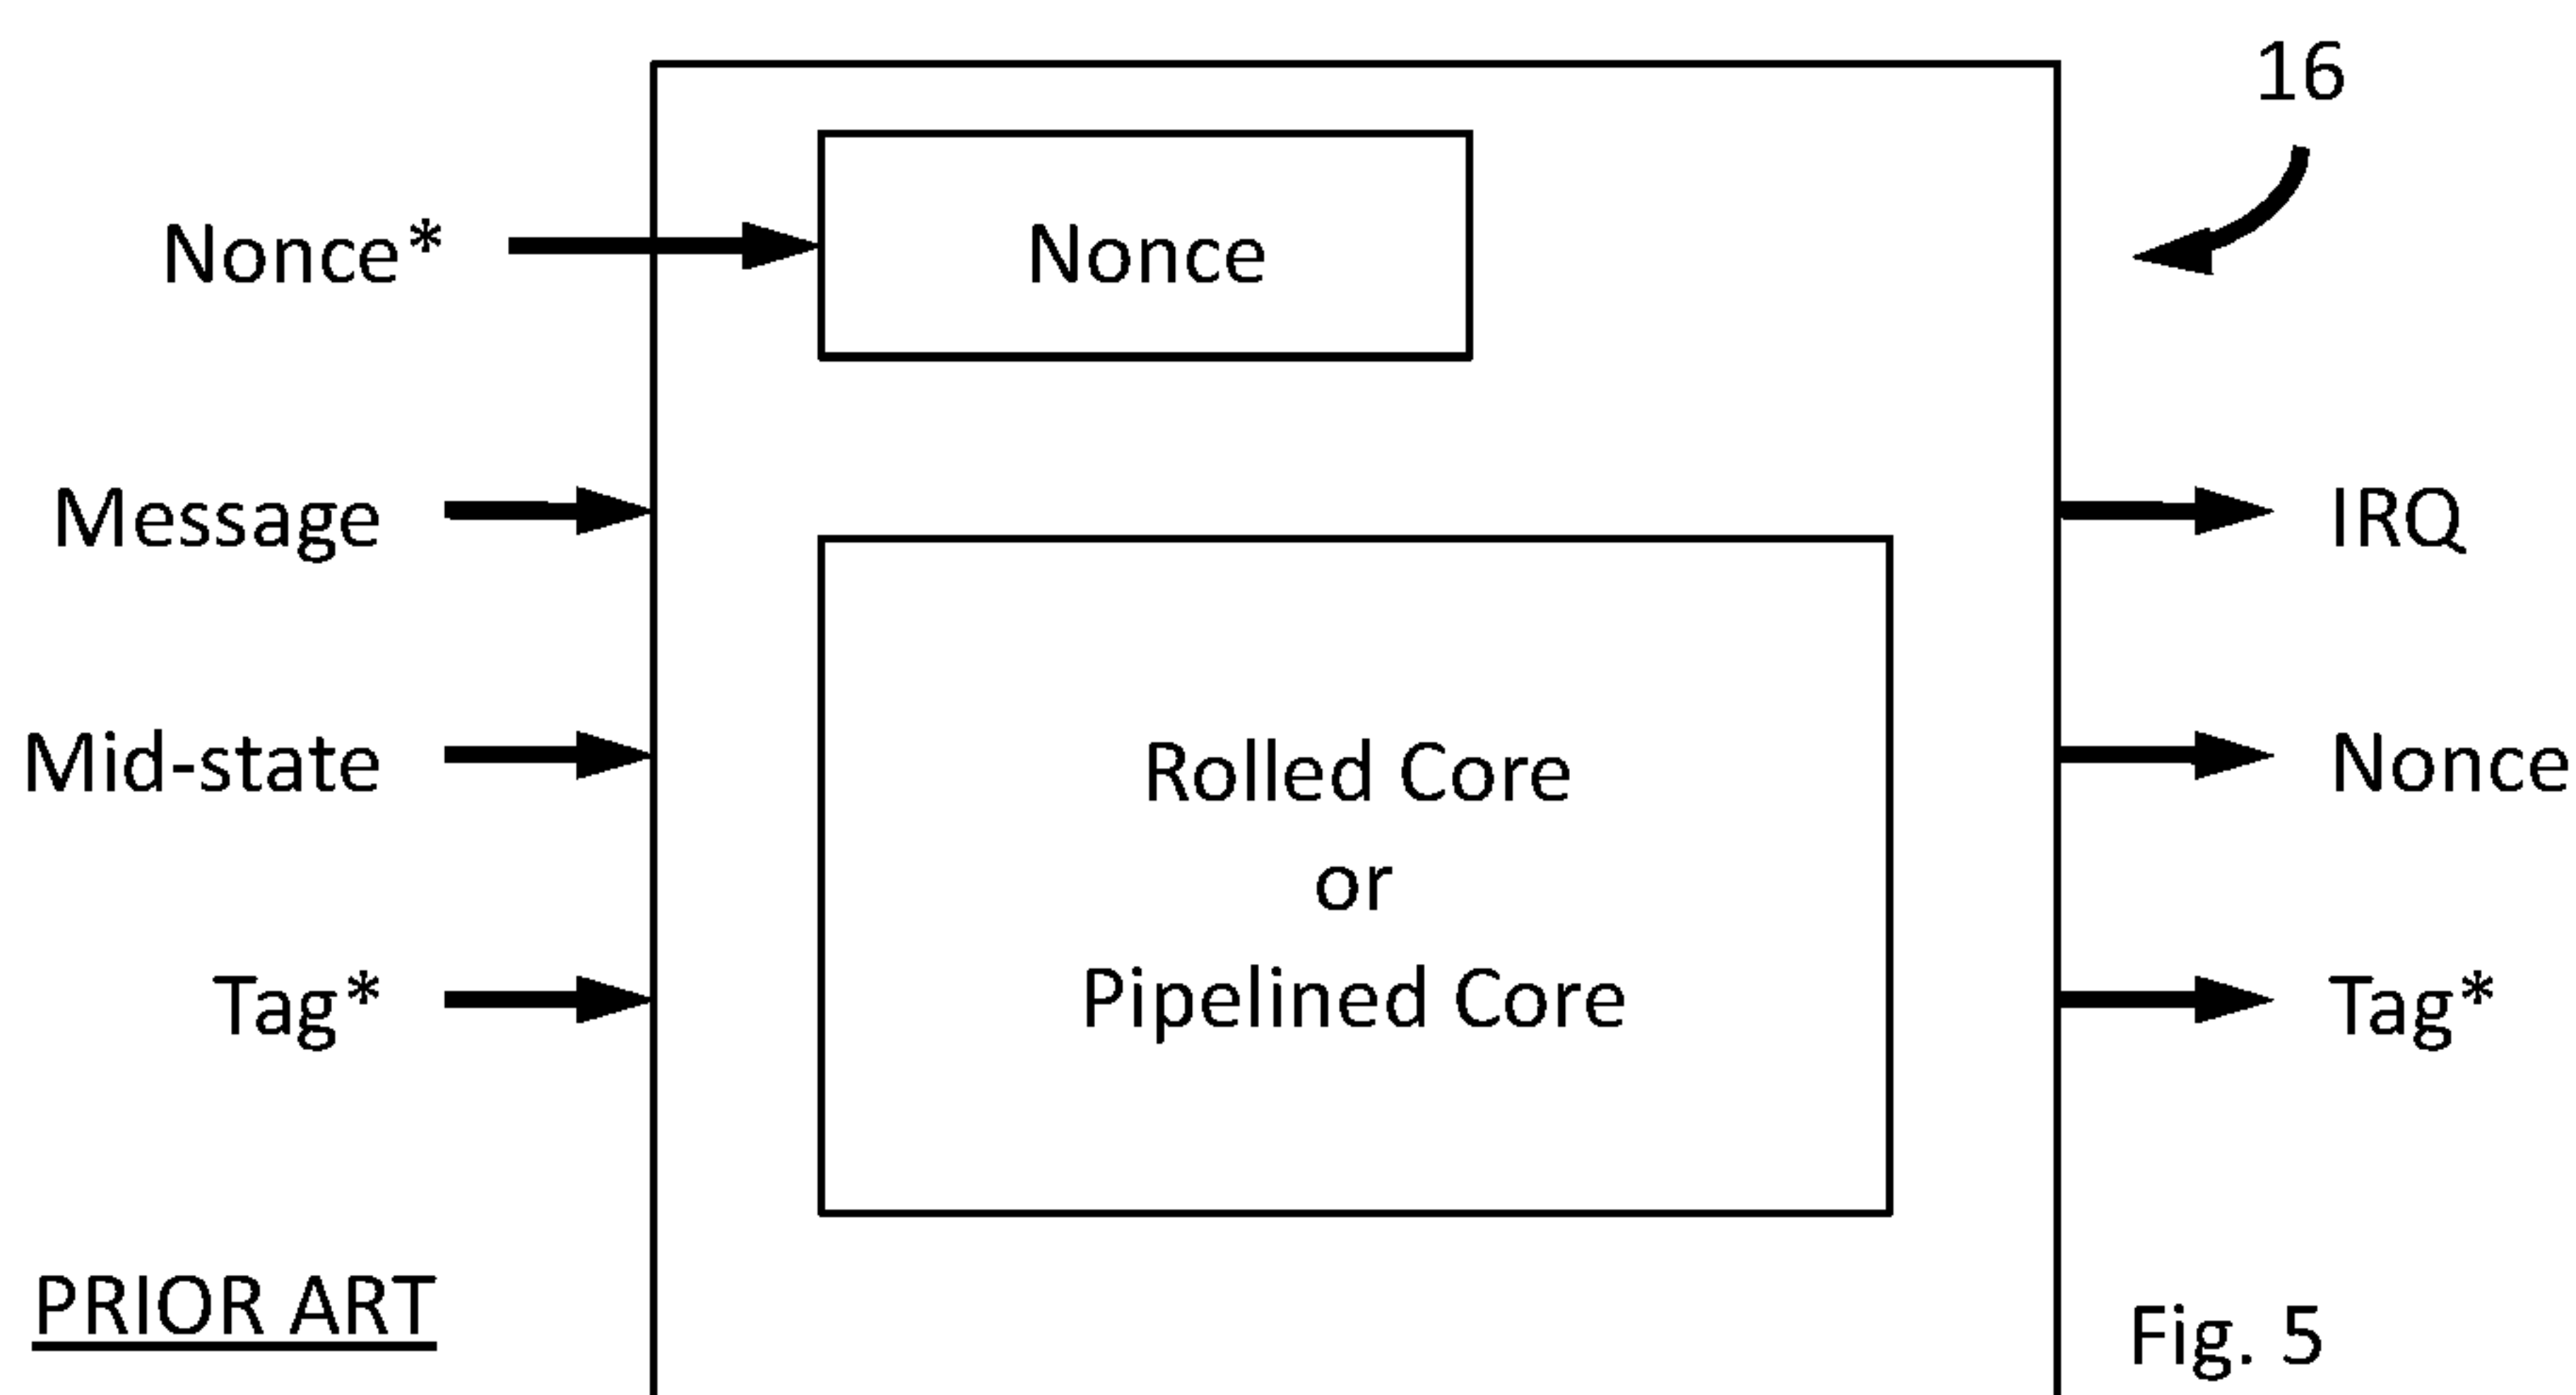 16
Nonce*
Nonce
Message
IRQ
Mid-state
Rolled Core
or
Pipelined Core
Nonce
Tag*
Tag*
PRIOR ART
Fig. 5